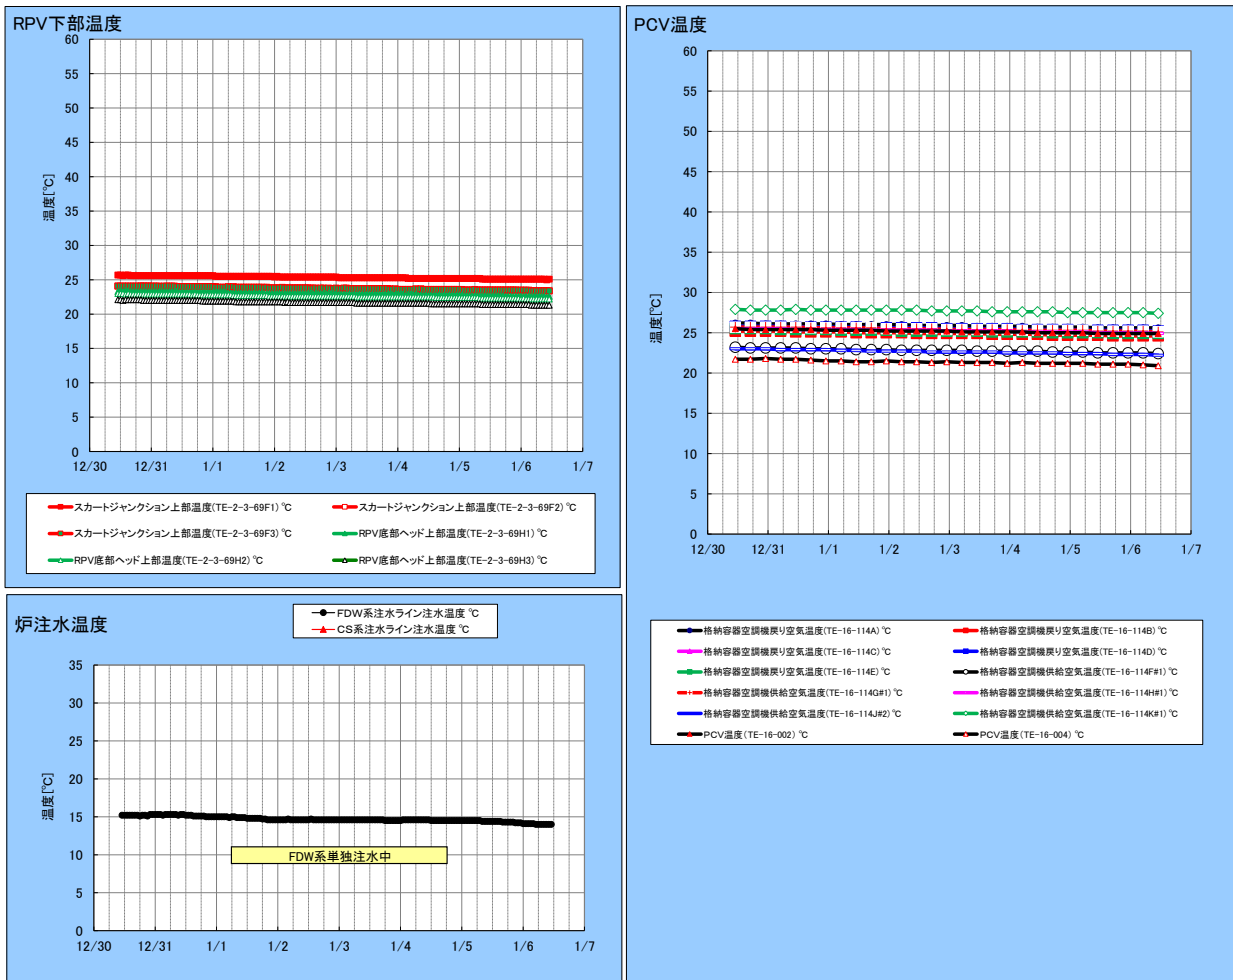 RPV下部温度
60
55
50
45
40
35
30
25
20
15
10
5
0
温度[℃]
12/30 12/31 1/1 1/2 1/3 1/4 1/5 1/6 1/7
スカートジャンクション上部温度(TE-2-3-69F1) ℃ スカートジャンクション上部温度(TE-2-3-69F2) ℃
スカートジャンクション上部温度(TE-2-3-69F3) ℃ RPV底部ヘッド上部温度(TE-2-3-69H1) ℃
RPV底部ヘッド上部温度(TE-2-3-69H2) ℃ RPV底部ヘッド上部温度(TE-2-3-69H3) ℃
炉注水温度
FDW系注水ライン注水温度 ℃
CS系注水ライン注水温度 ℃
35
30
25
20
15
10
5
0
温度[℃]
FDW系単独注水中
12/30 12/31 1/1 1/2 1/3 1/4 1/5 1/6 1/7
PCV温度
60
55
50
45
40
35
30
25
20
15
10
5
0
温度[℃]
12/30 12/31 1/1 1/2 1/3 1/4 1/5 1/6 1/7
格納容器空調機戻り空気温度(TE-16-114A) ℃ 格納容器空調機戻り空気温度(TE-16-114B) ℃
格納容器空調機戻り空気温度(TE-16-114C) ℃ 格納容器空調機戻り空気温度(TE-16-114D) ℃
格納容器空調機戻り空気温度(TE-16-114E) ℃ 格納容器空調機供給空気温度(TE-16-114F#1) ℃
格納容器空調機供給空気温度(TE-16-114G#1) ℃ 格納容器空調機供給空気温度(TE-16-114H#1) ℃
格納容器空調機供給空気温度(TE-16-114J#2) ℃ 格納容器空調機供給空気温度(TE-16-114K#1) ℃
PCV温度(TE-16-002) ℃ PCV温度(TE-16-004) ℃